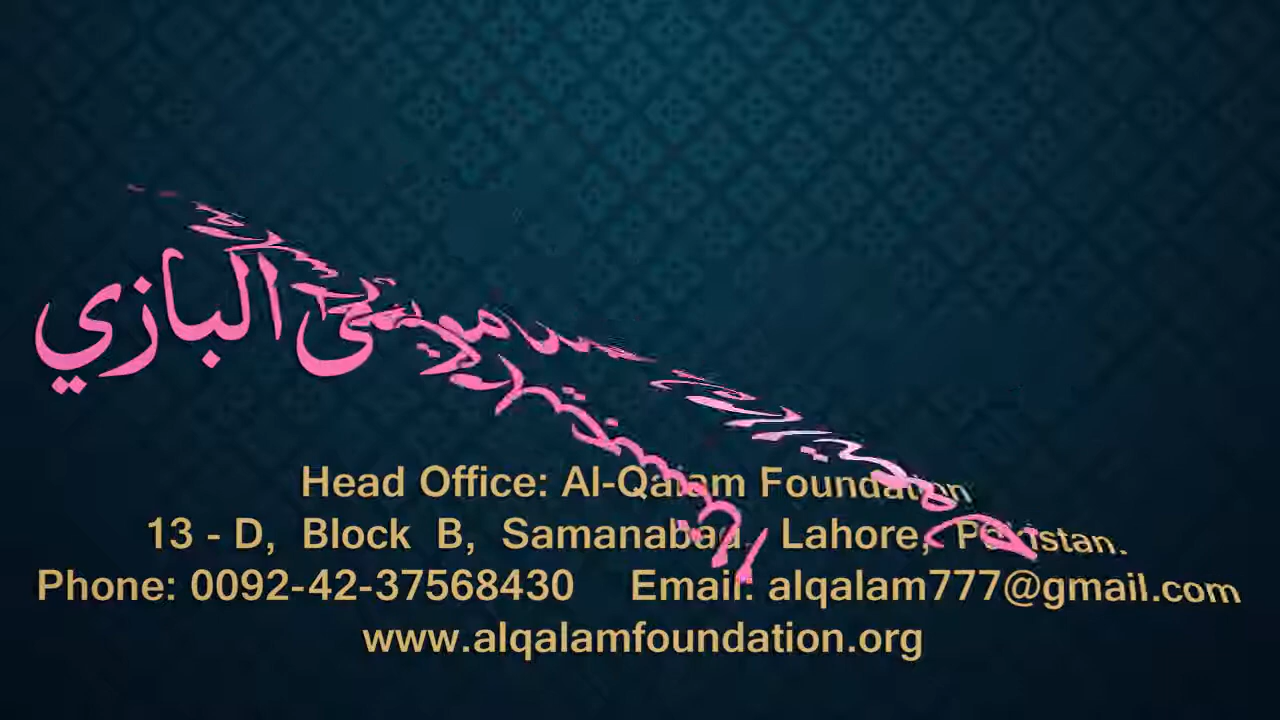 موسى البازي
Head Office: Al-Qalam Foundation
13 - D, Block B, Samanabad, Lahore, Pakistan.
Phone: 0092-42-37568430 Email: alqalam777@gmail.com
www.alqalamfoundation.org